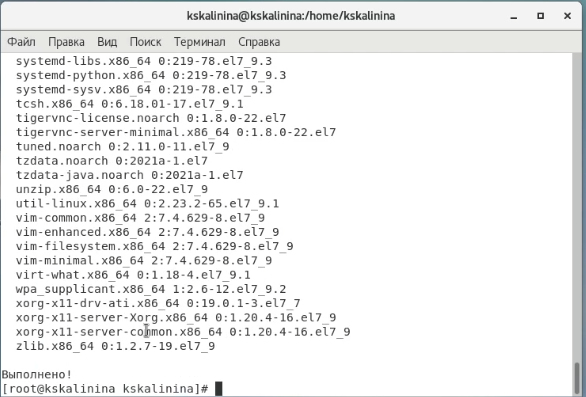 kskalinina@kskalinina:/home/kskalinina
Файл Правка Вид Поиск Терминал Справка
systemd-libs.x86_64 0:219-78.el7_9.3
systemd-python.x86_64 0:219-78.el7_9.3
systemd-sysv.x86_64 0:219-78.el7_9.3
tcsh.x86_64 0:6.18.01-17.el7_9.1
tigervnc-license.noarch 0:1.8.0-22.el7
tigervnc-server-minimal.x86_64 0:1.8.0-22.el7
tuned.noarch 0:2.11.0-11.el7_9
tzdata.noarch 0:2021a-1.el7
tzdata-java.noarch 0:2021a-1.el7
unzip.x86_64 0:6.0-22.el7_9
util-linux.x86_64 0:2.23.2-65.el7_9.1
vim-common.x86_64 2:7.4.629-8.el7_9
vim-enhanced.x86_64 2:7.4.629-8.el7_9
vim-filesystem.x86_64 2:7.4.629-8.el7_9
vim-minimal.x86_64 2:7.4.629-8.el7_9
virt-what.x86_64 0:1.18-4.el7_9.1
wpa_supplicant.x86_64 1:2.6-12.el7_9.2
xorg-x11-drv-ati.x86_64 0:19.0.1-3.el7_7
xorg-x11-server-Xorg.x86_64 0:1.20.4-16.el7_9
xorg-x11-server-common.x86_64 0:1.20.4-16.el7_9
zlib.x86_64 0:1.2.7-19.el7_9
Выполнено!
[root@kskalinina kskalinina]#